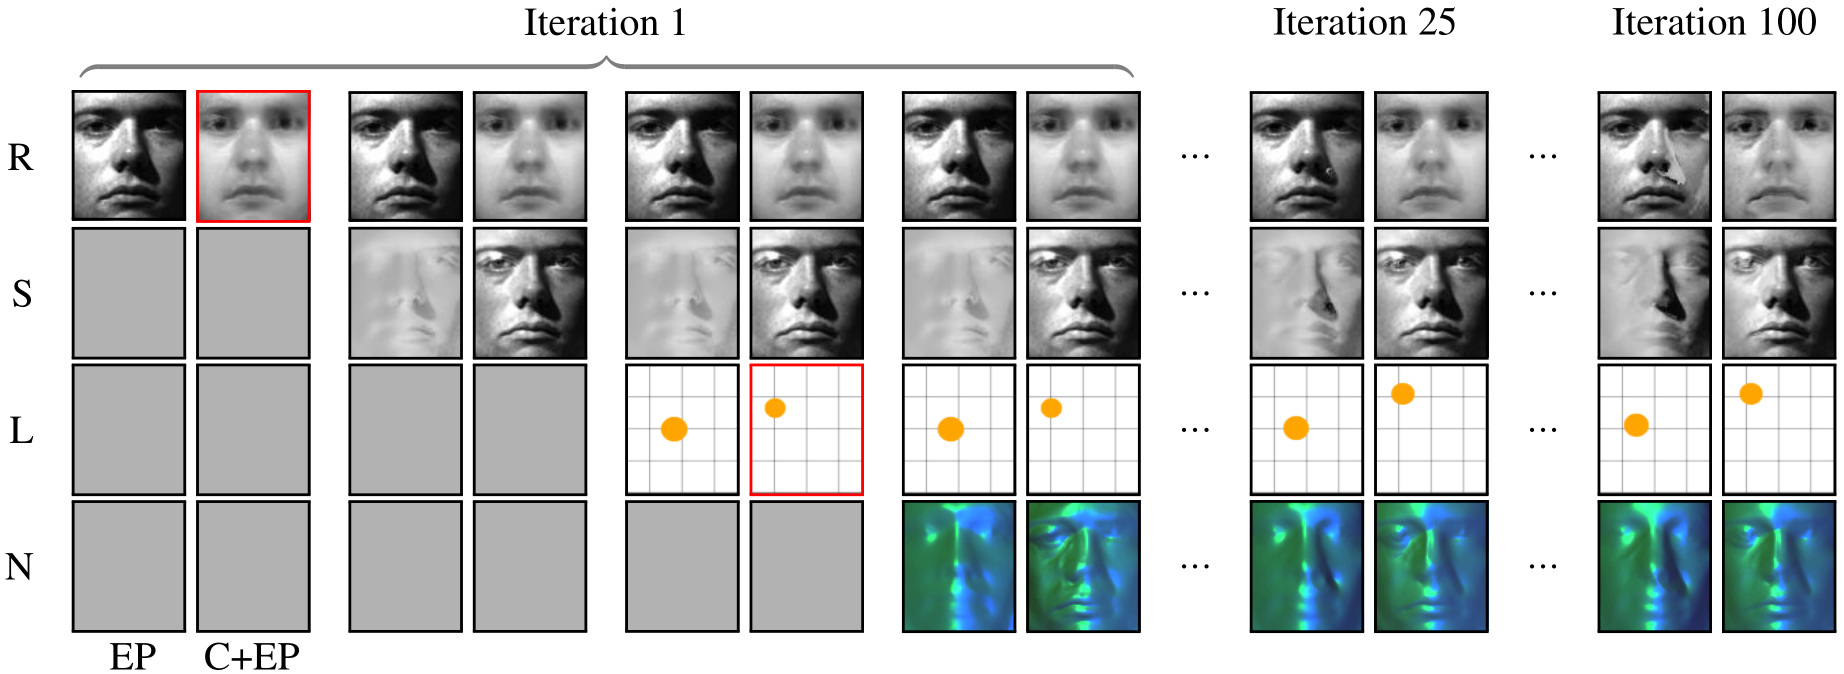 Iteration 1 Iteration 25 Iteration 100
R ... ...
S ... ...
L ... ...
N ... ...
EP C+EP